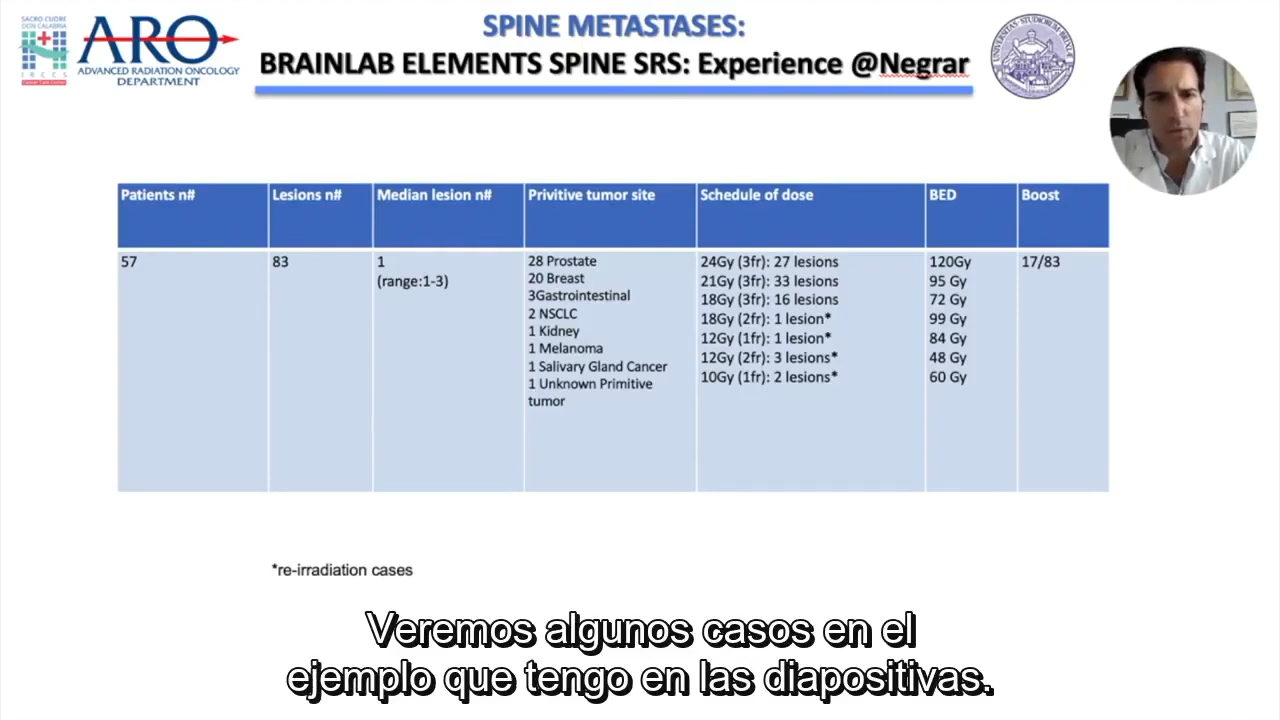 SACRO CUORE
DON CALABRIA
I R C C S
ARO
ADVANCED RADIATION ONCOLOGY
DEPARTMENT
SPINE METASTASES:
BRAINLAB ELEMENTS SPINE SRS: Experience @Negrar
Patients n#
Lesions n#
Median lesion n#
Privitive tumor site
Schedule of dose
BED
Boost
57
83
1
(range:1-3)
28 Prostate
20 Breast
3Gastrointestinal
2 NSCLC
1 Kidney
1 Melanoma
1 Salivary Gland Cancer
1 Unknown Primitive
tumor
24Gy (3fr): 27 lesions
21Gy (3fr): 33 lesions
18Gy (3fr): 16 lesions
18Gy (2fr): 1 lesion*
12Gy (1fr): 1 lesion*
12Gy (2fr): 3 lesions*
10Gy (1fr): 2 lesions*
120Gy
95 Gy
72 Gy
99 Gy
84 Gy
48 Gy
60 Gy
17/83
*re-irradiation cases
Veremos algunos casos en el
ejemplo que tengo en las diapositivas.